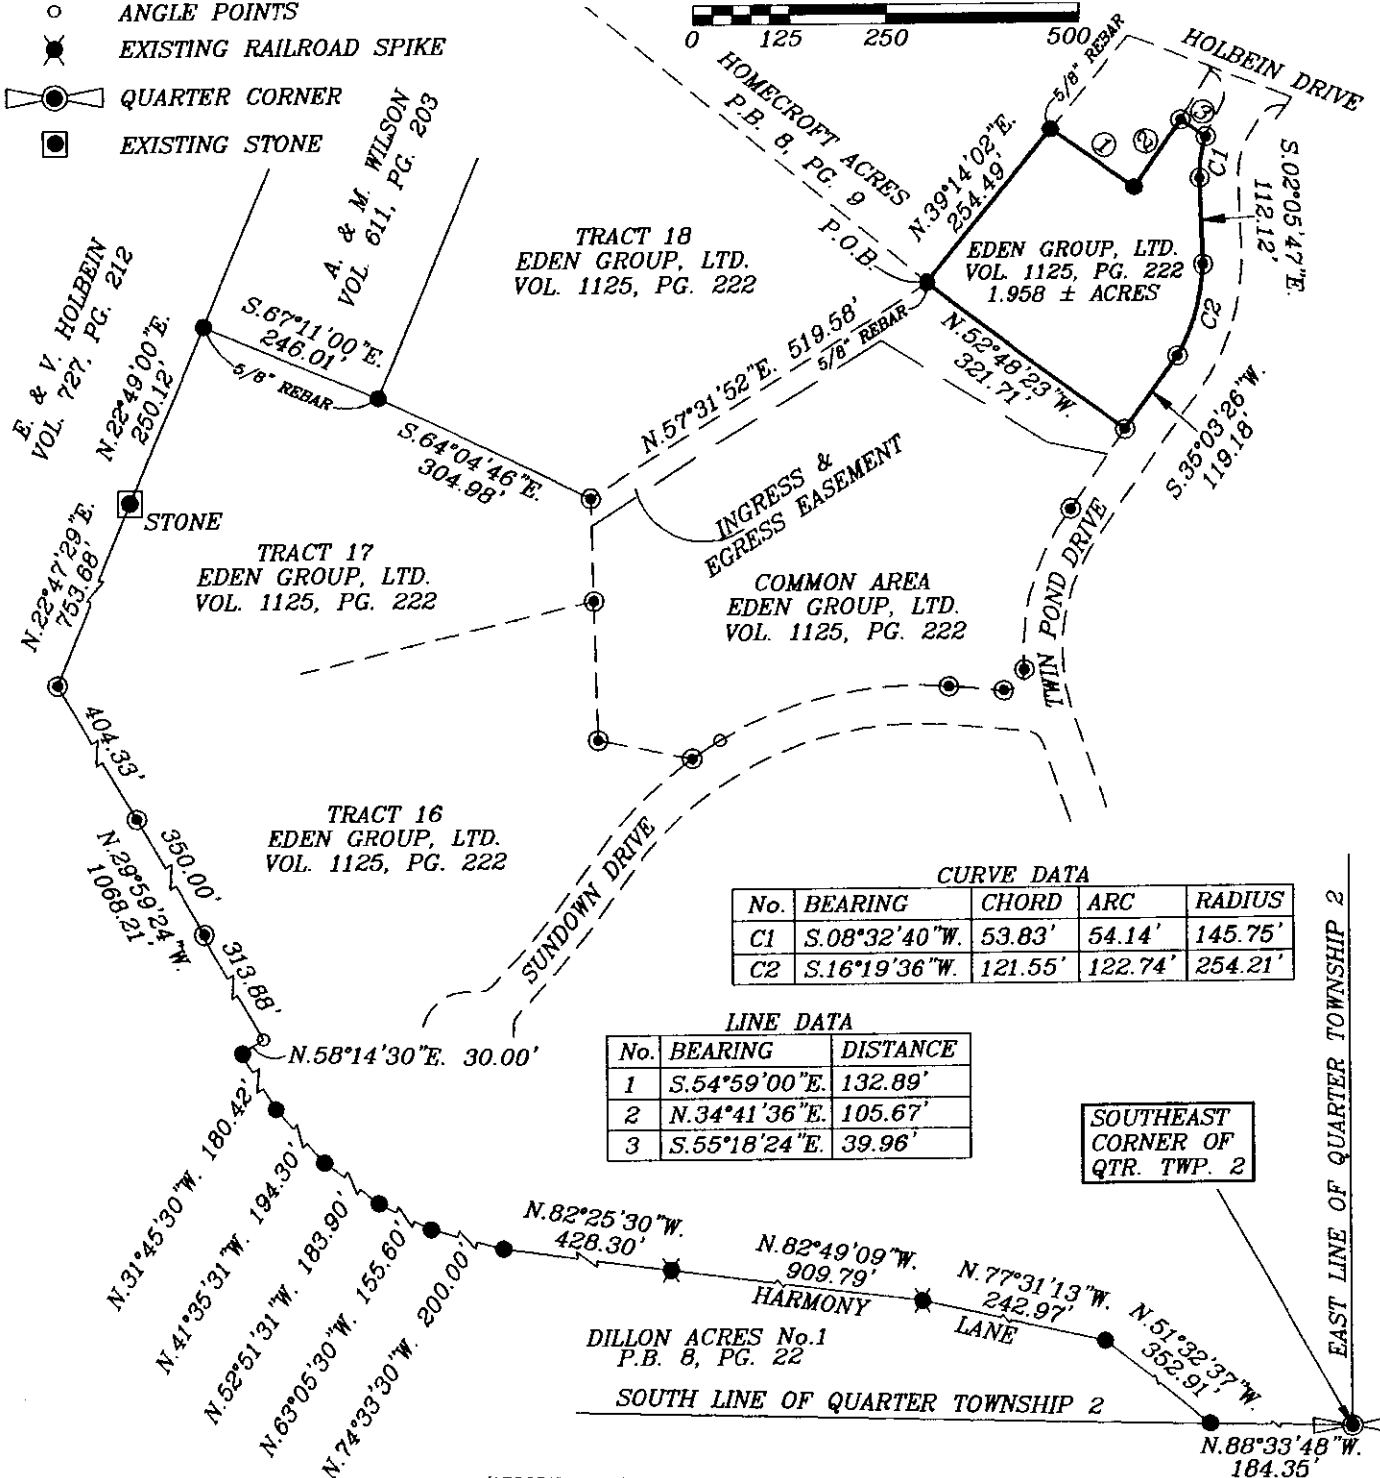 ANGLE POINTS
EXISTING RAILROAD SPIKE
QUARTER CORNER
EXISTING STONE
0 125 250 500
HOLBEIN DRIVE
5/8" REBAR
HOMECROFT ACRES
P.B. 8, PG. 9
A. & M. WILSON
VOL. 611, PG. 203
E. & V. HOLBEIN
VOL. 727, PG. 212
N.22°49'00"E.
250.12'
S.67°11'00"E.
246.01'
5/8" REBAR
TRACT 18
EDEN GROUP, LTD.
VOL. 1125, PG. 222
P.O.B.
N.39°14'02"E.
254.49'
1
2
3
C1
S.02°05'47"E.
112.12'
EDEN GROUP, LTD.
VOL. 1125, PG. 222
1.958 ± ACRES
C2
N.52°48'23"W.
321.71'
S.35°03'26"W.
119.18'
5/8" REBAR
N.57°31'52"E. 519.58'
S.64°04'46"E.
304.98'
STONE
N.22°47'29"E.
753.68'
TRACT 17
EDEN GROUP, LTD.
VOL. 1125, PG. 222
INGRESS &
EGRESS EASEMENT
COMMON AREA
EDEN GROUP, LTD.
VOL. 1125, PG. 222
TWIN POND DRIVE
404.33'
350.00'
N.29°59'24"W.
1068.21'
313.88'
TRACT 16
EDEN GROUP, LTD.
VOL. 1125, PG. 222
SUNDOWN DRIVE
N.58°14'30"E. 30.00'
CURVE DATA
No. BEARING CHORD ARC RADIUS
C1 S.08°32'40"W. 53.83' 54.14' 145.75'
C2 S.16°19'36"W. 121.55' 122.74' 254.21'
LINE DATA
No. BEARING DISTANCE
1 S.54°59'00"E. 132.89'
2 N.34°41'36"E. 105.67'
3 S.55°18'24"E. 39.96'
EAST LINE OF QUARTER TOWNSHIP 2
SOUTHEAST
CORNER OF
QTR. TWP. 2
N.31°45'30"W. 180.42'
N.41°35'31"W. 194.30'
N.52°51'31"W. 183.90'
N.63°05'30"W. 155.60'
N.74°33'30"W. 200.00'
N.82°25'30"W.
428.30'
N.82°49'09"W.
909.79'
HARMONY
LANE
N.77°31'13"W.
242.97'
N.51°32'37"W.
352.91'
DILLON ACRES No.1
P.B. 8, PG. 22
SOUTH LINE OF QUARTER TOWNSHIP 2
N.88°33'48"W.
184.35'